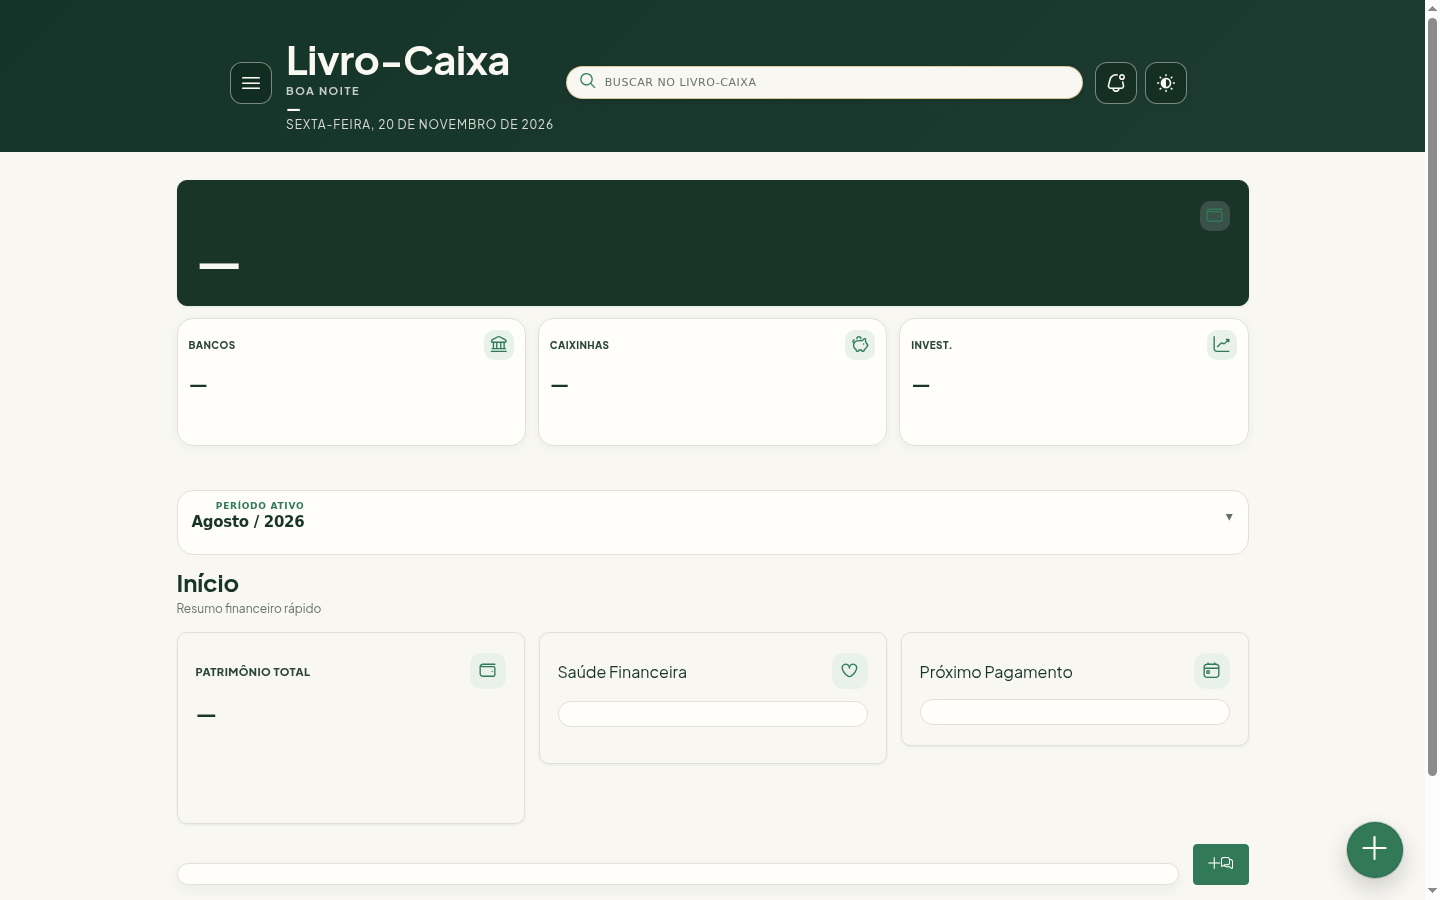 Livro-Caixa
BOA NOITE
—
SEXTA-FEIRA, 20 DE NOVEMBRO DE 2026
BUSCAR NO LIVRO-CAIXA
—
BANCOS
—
CAIXINHAS
—
INVEST.
—
PERÍODO ATIVO
Agosto / 2026
Início
Resumo financeiro rápido
PATRIMÔNIO TOTAL
—
Saúde Financeira
Próximo Pagamento